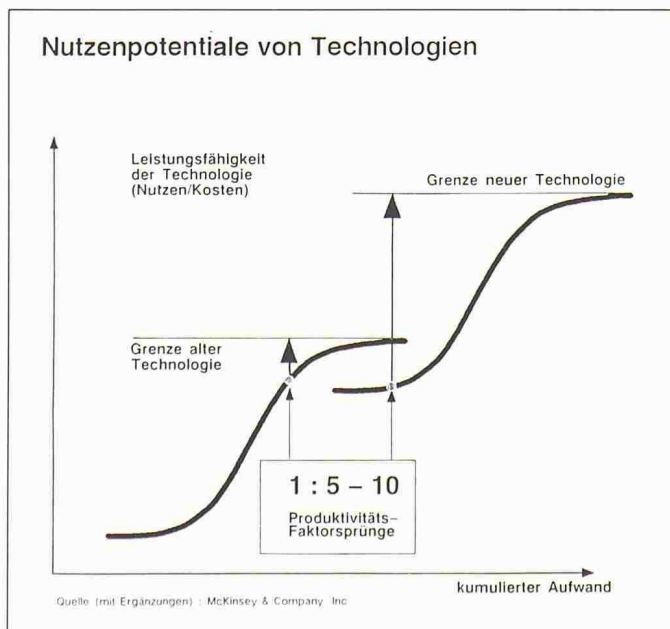 Nutzenpotentiale von Technologien
Leistungsfähigkeit
der Technologie
(Nutzen/Kosten)
Grenze neuer Technologie
Grenze alter
Technologie
1 : 5 – 10
Produktivitäts–
Faktorsprünge
kumulierter Aufwand
Quelle (mit Ergänzungen) : McKinsey & Company Inc